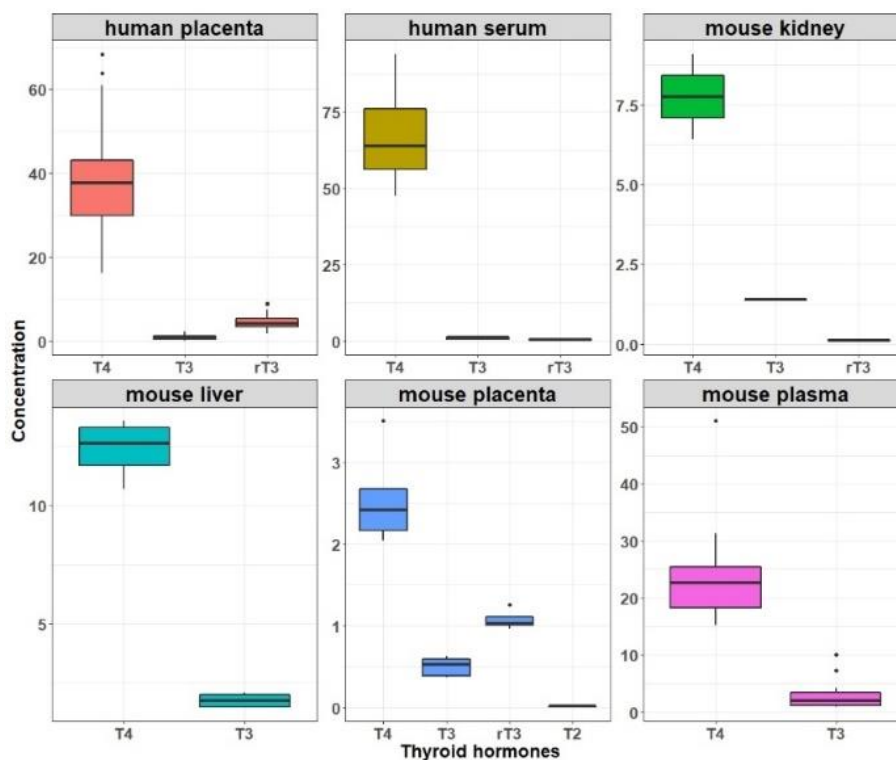 human placenta
human serum
mouse kidney
60
40
20
0
T4 T3 rT3
75
50
25
0
T4 T3 rT3
7.5
5.0
2.5
0.0
T4 T3 rT3
Concentration
mouse liver
mouse placenta
mouse plasma
10
5
T4 T3
3
2
1
0
T4 T3 rT3 T2
50
40
30
20
10
0
T4 T3
Thyroid hormones